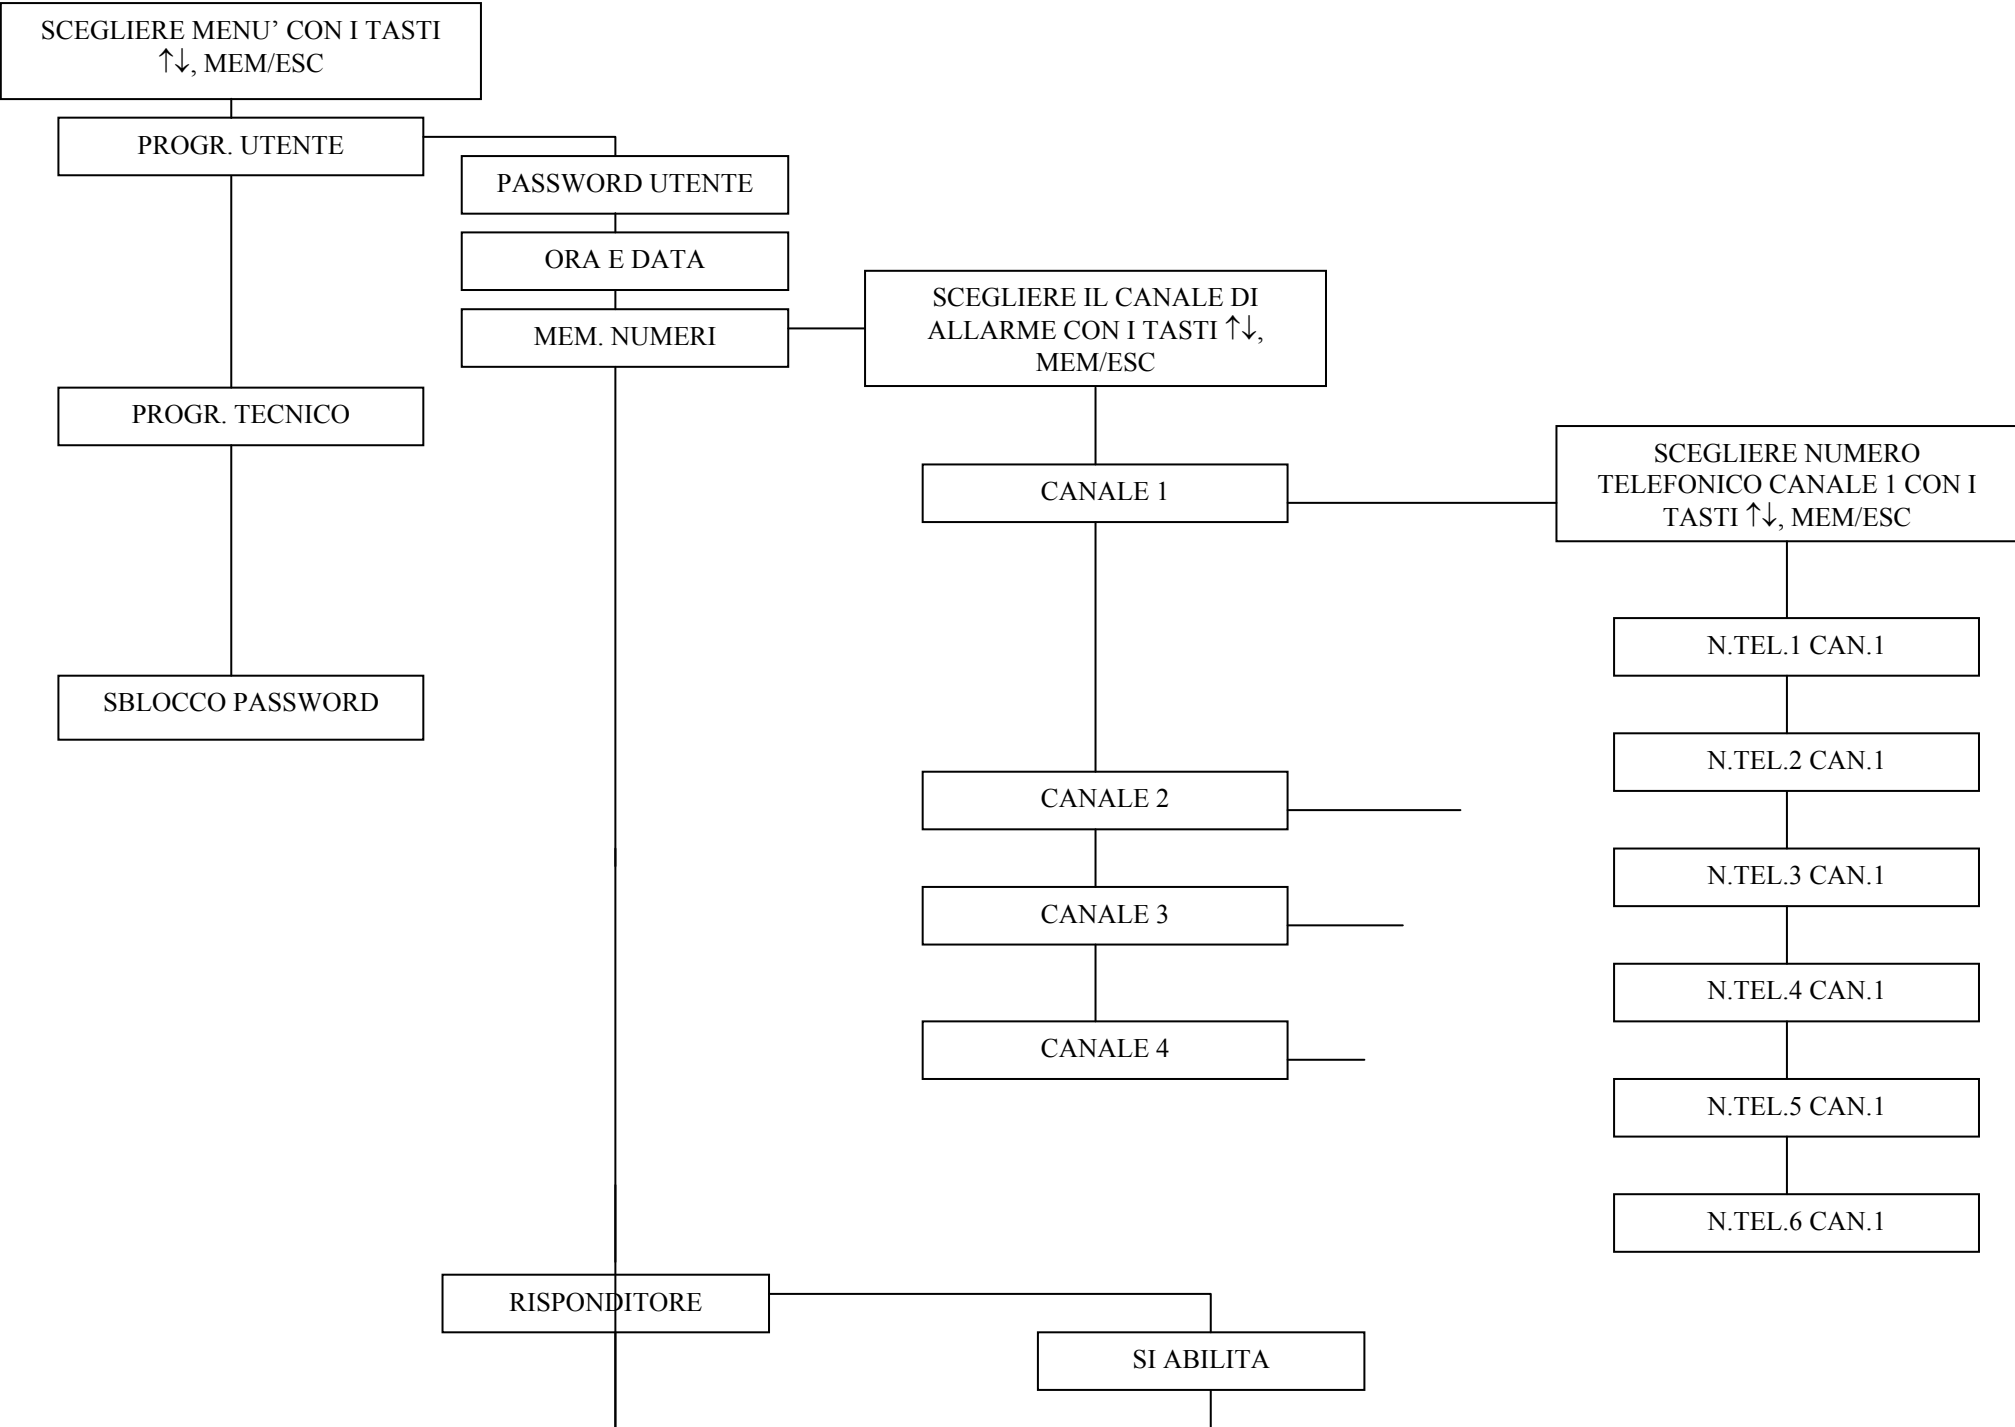 SCEGLIERE MENU’ CON I TASTI
↑↓, MEM/ESC
PROGR. UTENTE
PASSWORD UTENTE
ORA E DATA
MEM. NUMERI
SCEGLIERE IL CANALE DI
ALLARME CON I TASTI ↑↓,
MEM/ESC
PROGR. TECNICO
CANALE 1
SCEGLIERE NUMERO
TELEFONICO CANALE 1 CON I
TASTI ↑↓, MEM/ESC
N.TEL.1 CAN.1
SBLOCCO PASSWORD
N.TEL.2 CAN.1
CANALE 2
N.TEL.3 CAN.1
CANALE 3
N.TEL.4 CAN.1
CANALE 4
N.TEL.5 CAN.1
N.TEL.6 CAN.1
RISPONDITORE
SI ABILITA